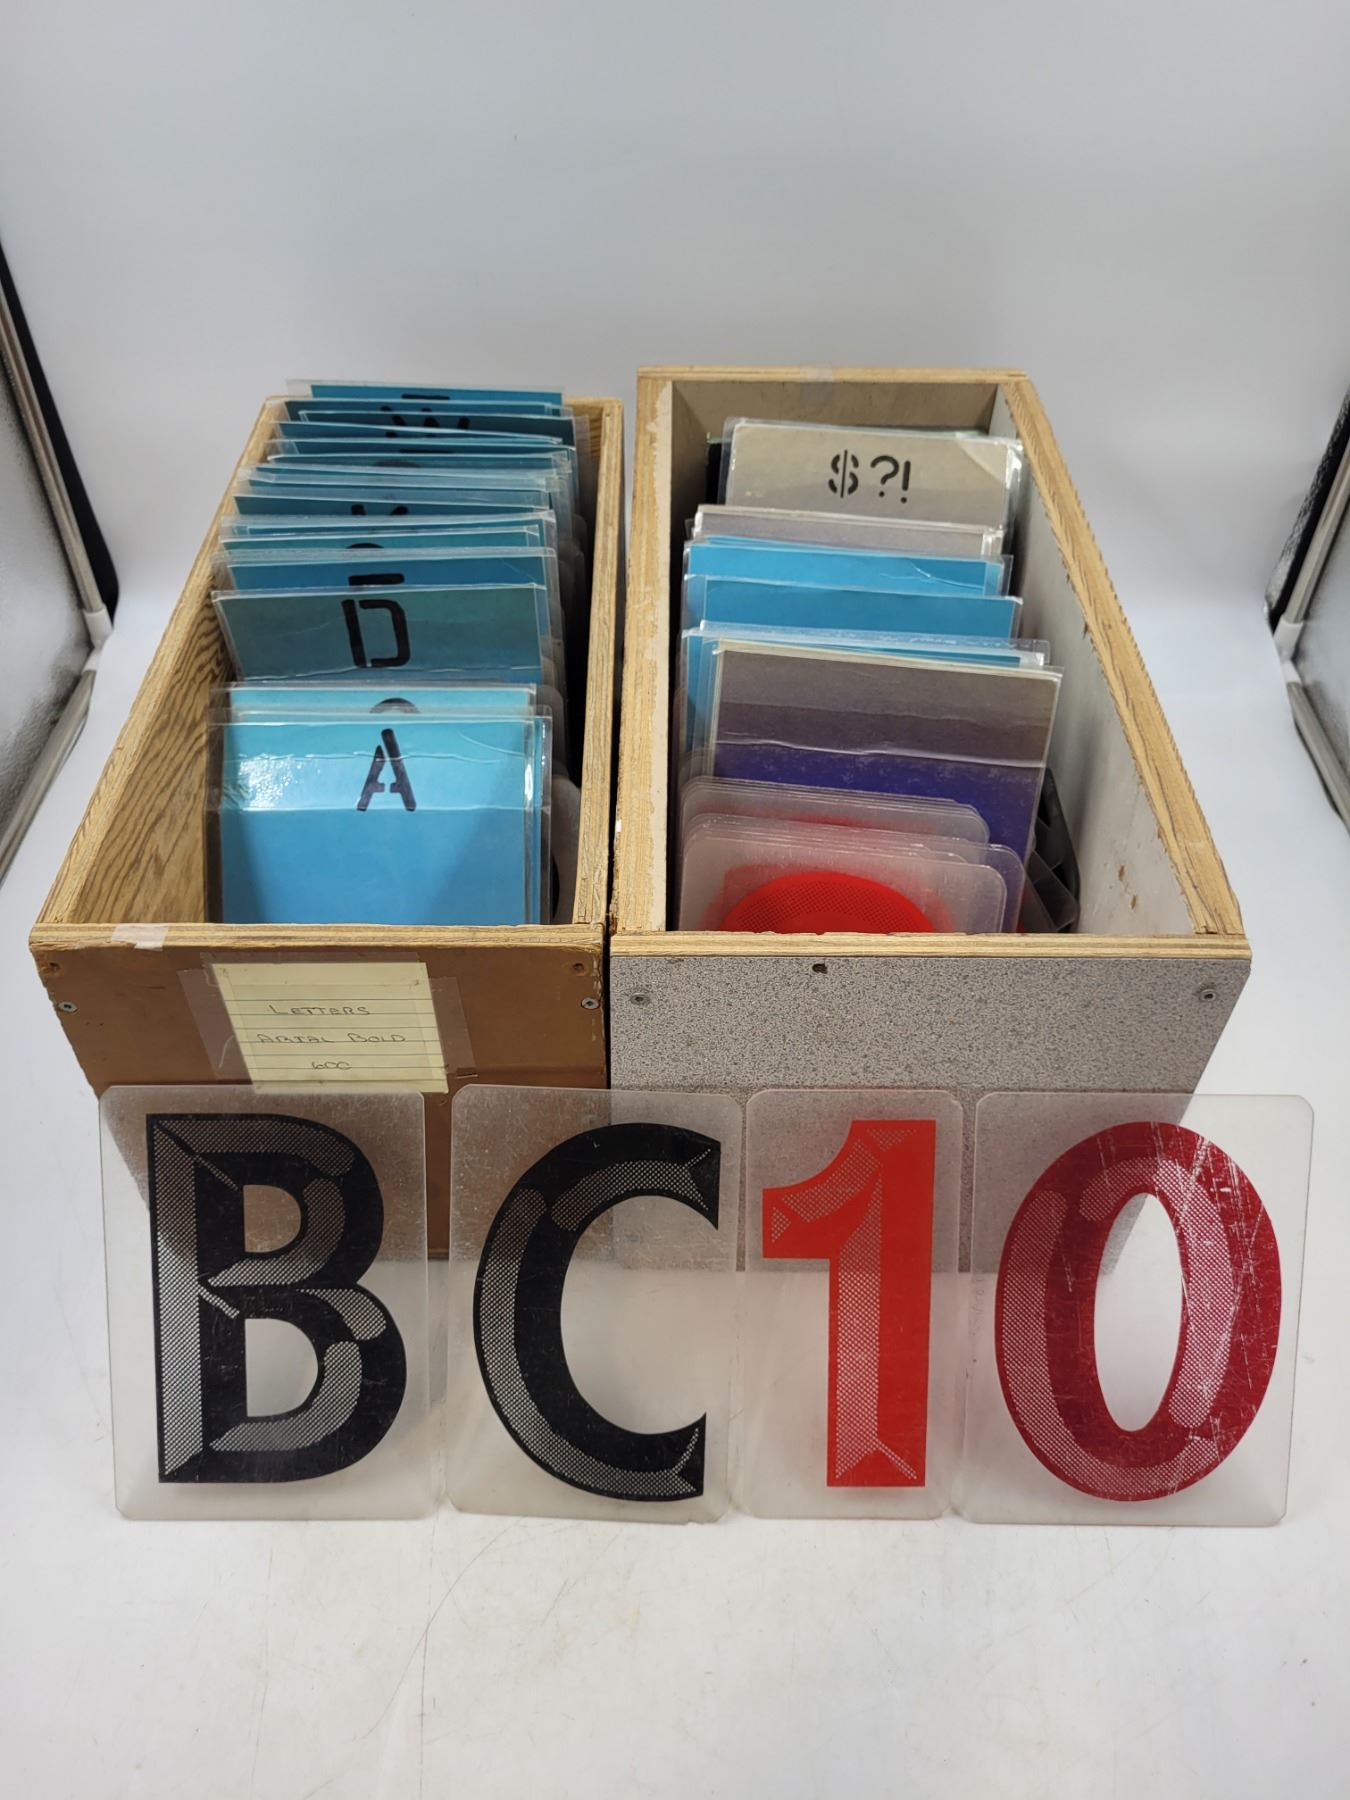 W
K
D
A
$?!
LETTERS
ARIAL BOLD
600
BC10